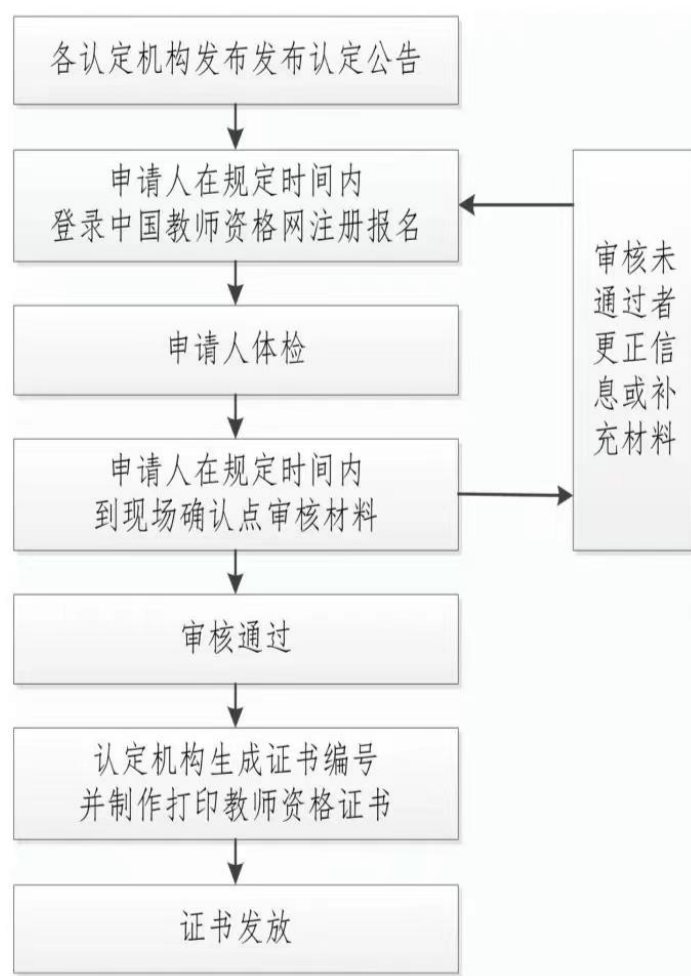 各认定机构发布发布认定公告
申请人在规定时间内
登录中国教师资格网注册报名
申请人体检
申请人在规定时间内
到现场确认点审核材料
审核未
通过者
更正信
息或补
充材料
审核通过
认定机构生成证书编号
并制作打印教师资格证书
证书发放